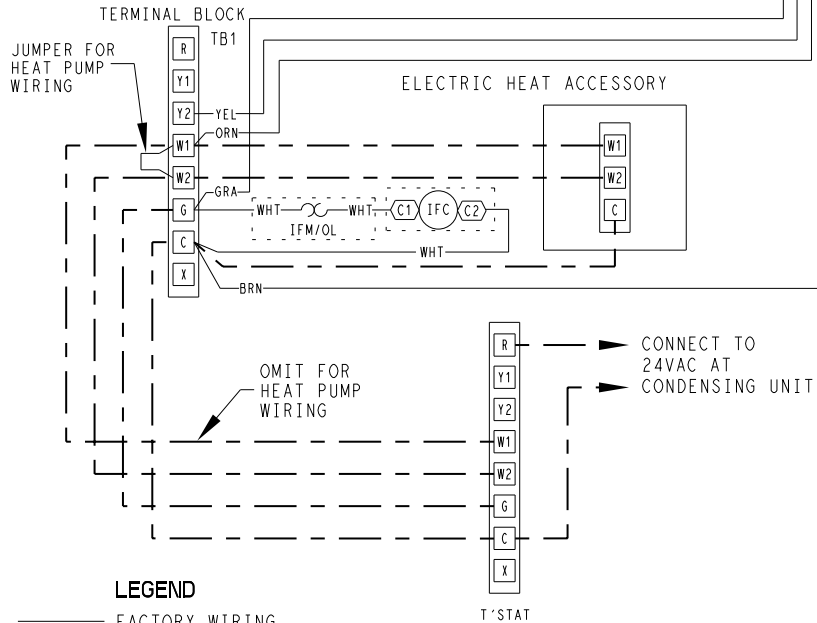 TERMINAL BLOCK
TB1
JUMPER FOR
HEAT PUMP
WIRING
R
Y1
Y2
W1
W2
G
C
X
YEL
ORN
GRA
WHT
WHT
IFM/OL
C1
IFC
C2
WHT
BRN
ELECTRIC HEAT ACCESSORY
W1
W2
C
OMIT FOR
HEAT PUMP
WIRING
R
Y1
Y2
W1
W2
G
C
X
T'STAT
CONNECT TO
24VAC AT
CONDENSING UNIT
LEGEND
FACTORY WIRING